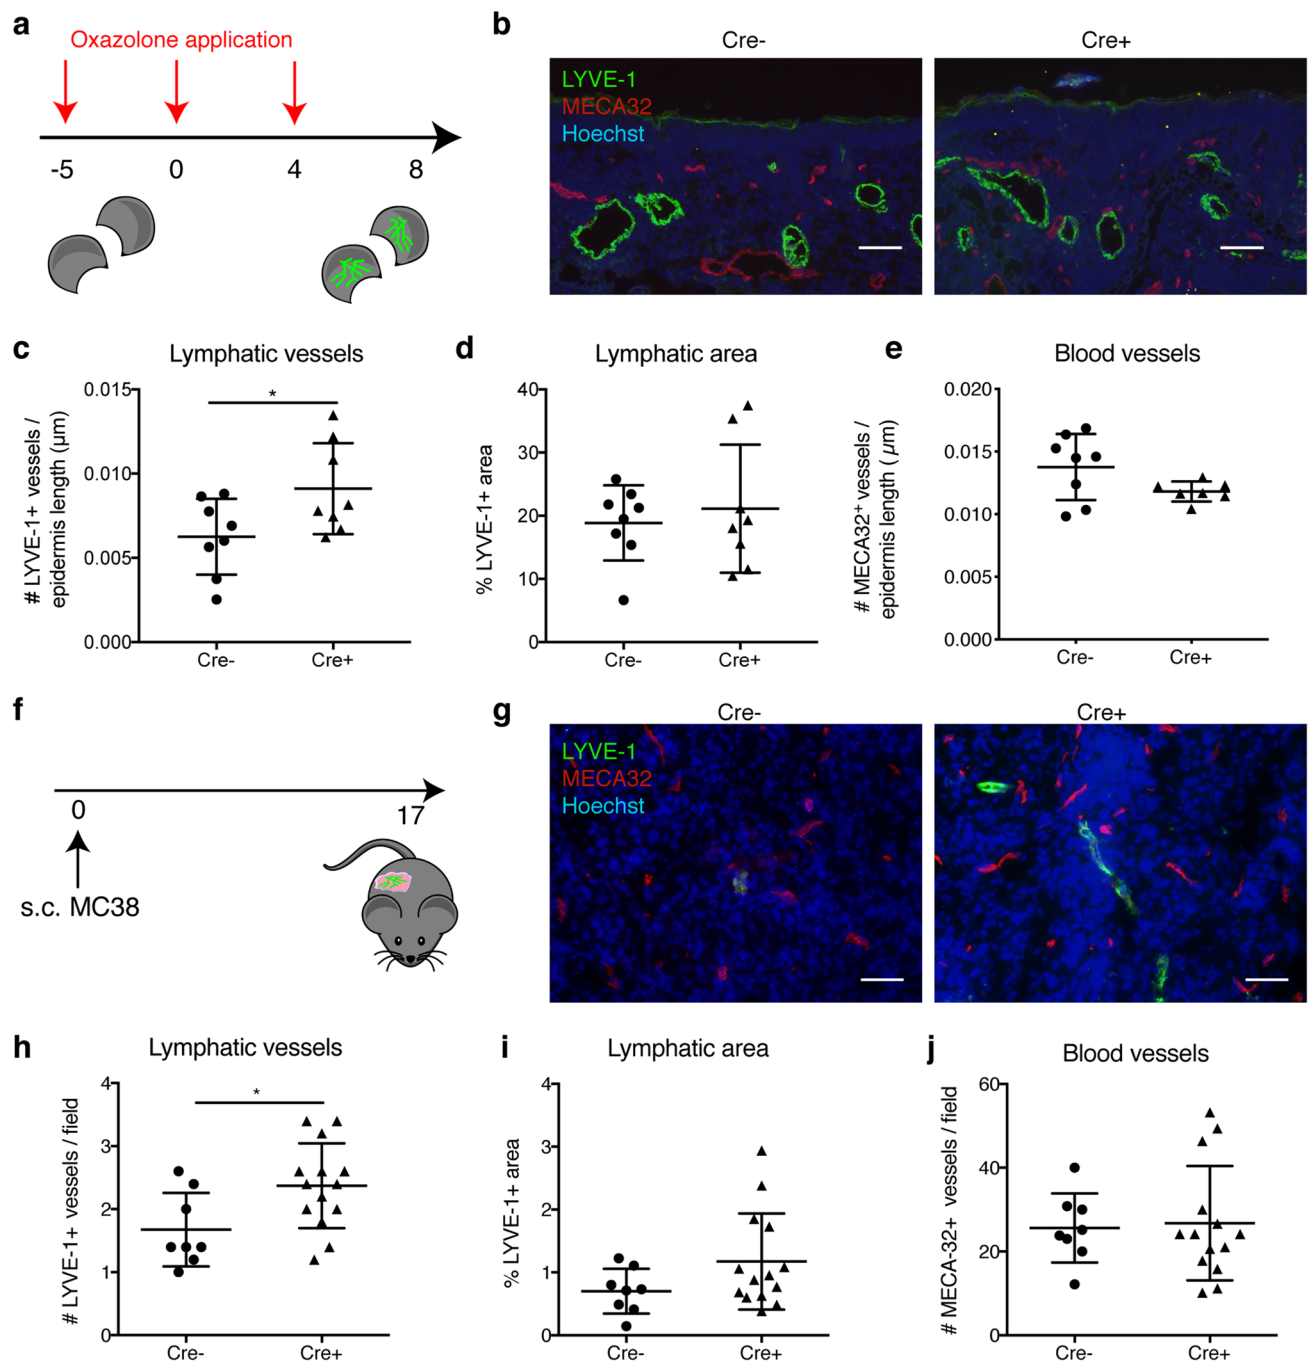 a
Oxazolone application
-5 0 4 8
b
Cre-
Cre+
LYVE-1
MECA32
Hoechst
c
Lymphatic vessels
# LYVE-1+ vessels /
epidermis length (µm)
0.015
0.010
0.005
0.000
*
Cre- Cre+
d
Lymphatic area
% LYVE-1+ area
40
30
20
10
0
Cre- Cre+
e
Blood vessels
# MECA32+ vessels /
epidermis length ( µm)
0.020
0.015
0.010
0.005
0.000
Cre- Cre+
f
0 17
s.c. MC38
g
Cre-
Cre+
LYVE-1
MECA32
Hoechst
h
Lymphatic vessels
# LYVE-1+ vessels / field
4
3
2
1
0
*
Cre- Cre+
i
Lymphatic area
% LYVE-1+ area
4
3
2
1
0
Cre- Cre+
j
Blood vessels
# MECA-32+ vessels / field
60
40
20
0
Cre- Cre+